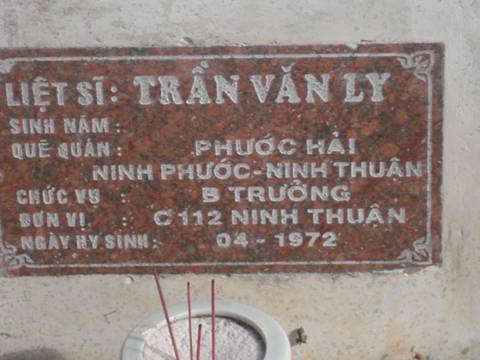 LIỆT SĨ: TRẦN VĂN LY
SINH NĂM :
QUÊ QUÁN : PHƯỚC HẢI
NINH PHƯỚC-NINH THUẬN
CHỨC VỤ : B TRƯỞNG
ĐƠN VỊ : C 112 NINH THUẬN
NGÀY HY SINH : 04 - 1972